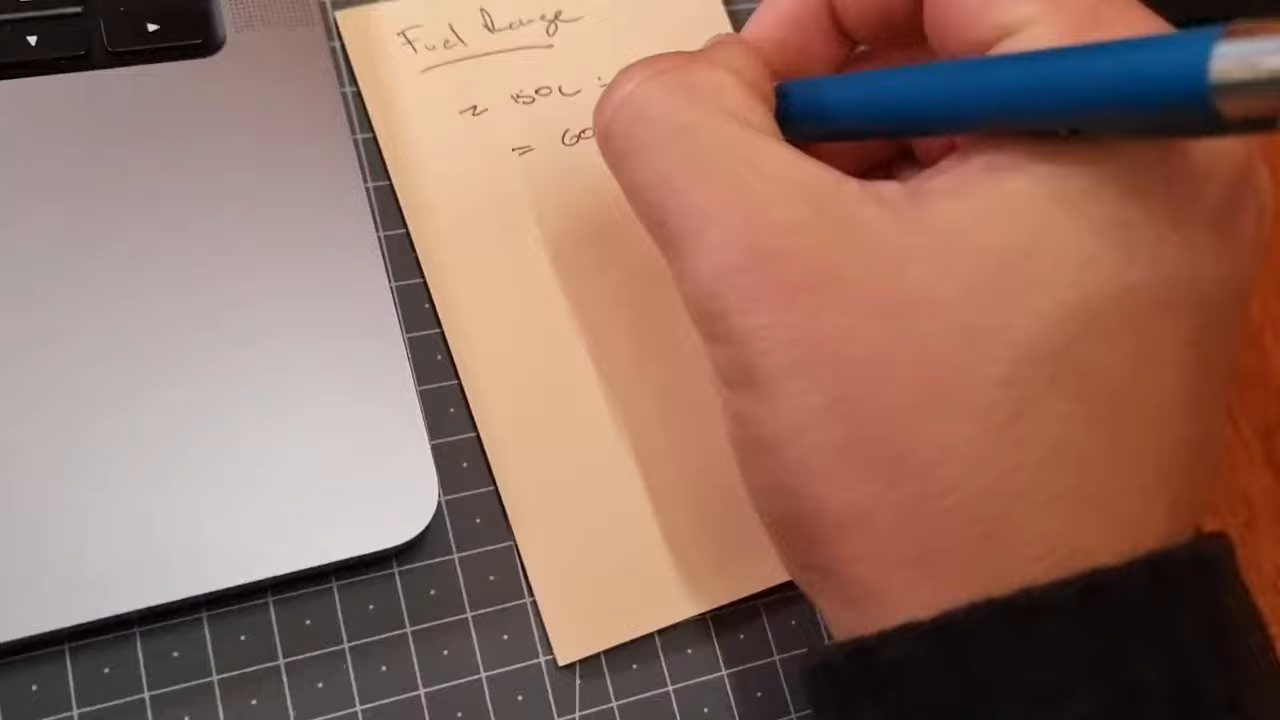 Fuel Range
≈ 150L ÷
= 60